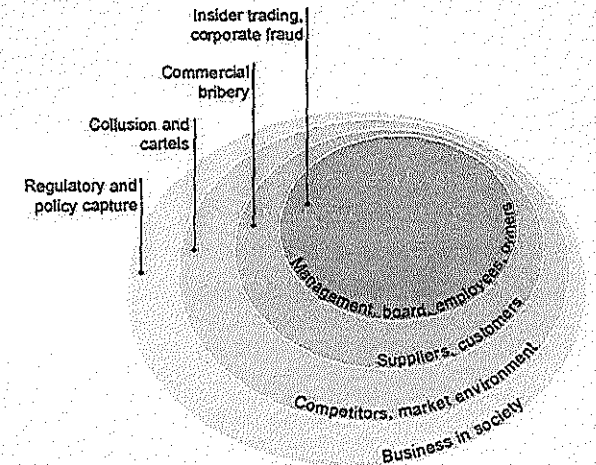 Insider trading,
corporate fraud
Commercial
bribery
Collusion and
cartels
Regulatory and
policy capture
Management, board, employees, owners
Suppliers, customers
Competitors, market environment
Business in society